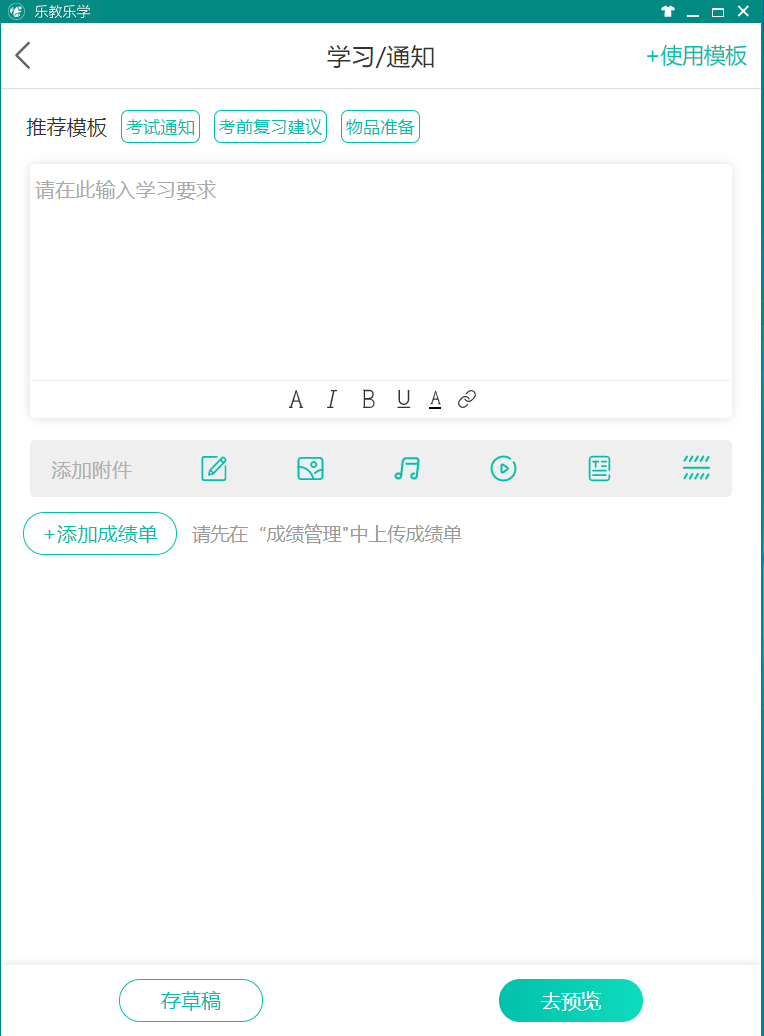 乐教乐学
学习/通知
+使用模板
推荐模板 考试通知 考前复习建议 物品准备
请在此输入学习要求
A I B U A
添加附件
+添加成绩单 请先在 “成绩管理"中上传成绩单
存草稿 去预览